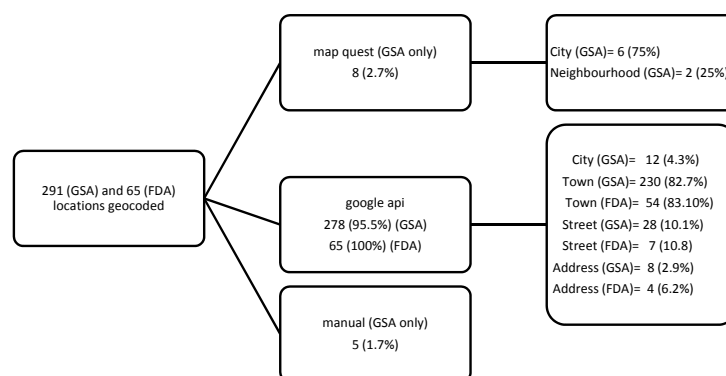 291 (GSA) and 65 (FDA)
locations geocoded
map quest (GSA only)
8 (2.7%)
City (GSA)= 6 (75%)
Neighbourhood (GSA)= 2 (25%)
google api
278 (95.5%) (GSA)
65 (100%) (FDA)
City (GSA)= 12 (4.3%)
Town (GSA)= 230 (82.7%)
Town (FDA)= 54 (83.10%)
Street (GSA)= 28 (10.1%)
Street (FDA)= 7 (10.8)
Address (GSA)= 8 (2.9%)
Address (FDA)= 4 (6.2%)
manual (GSA only)
5 (1.7%)